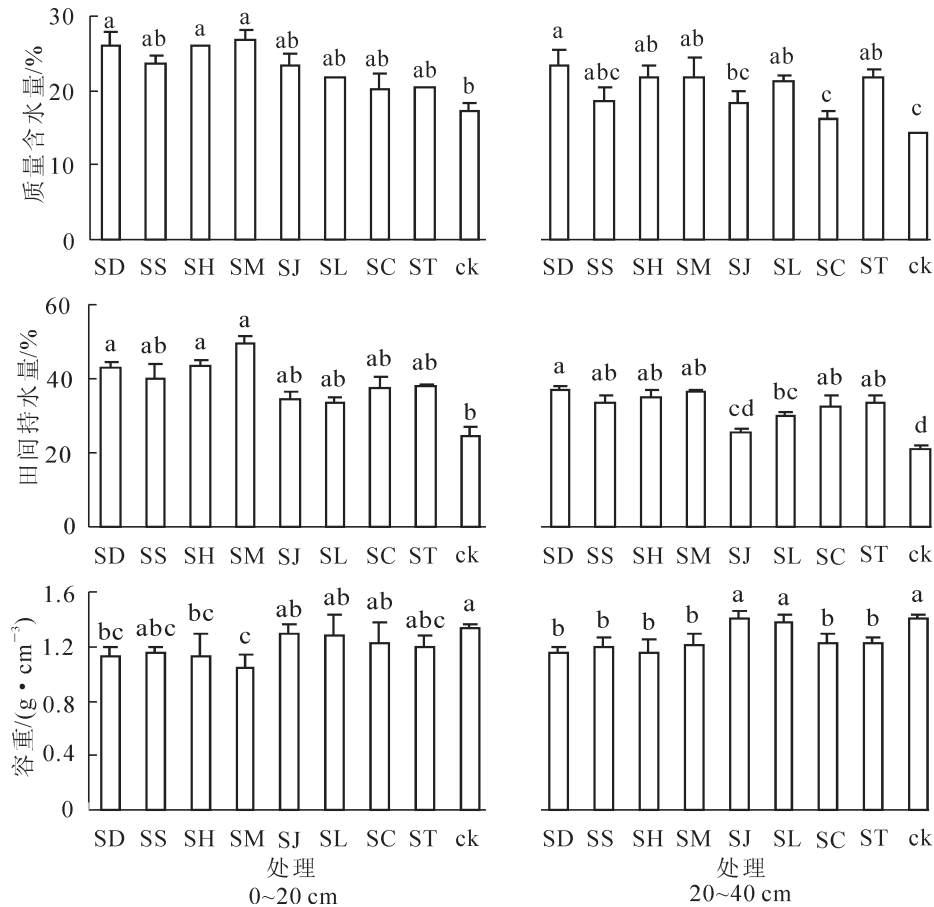 质量含水量/%
30
20
10
0
a ab a a ab ab ab ab b
SD SS SH SM SJ SL SC ST ck
a abc ab ab bc ab c ab c
SD SS SH SM SJ SL SC ST ck
田间持水量/%
60
40
20
0
a ab a a ab ab ab ab b
SD SS SH SM SJ SL SC ST ck
a ab ab ab cd bc ab ab d
SD SS SH SM SJ SL SC ST ck
容重/(g·cm⁻³)
1.6
1.2
0.8
0.4
0
bc abc bc c ab ab ab abc a
SD SS SH SM SJ SL SC ST ck
处理
0~20 cm
b b b b a a b b a
SD SS SH SM SJ SL SC ST ck
处理
20~40 cm